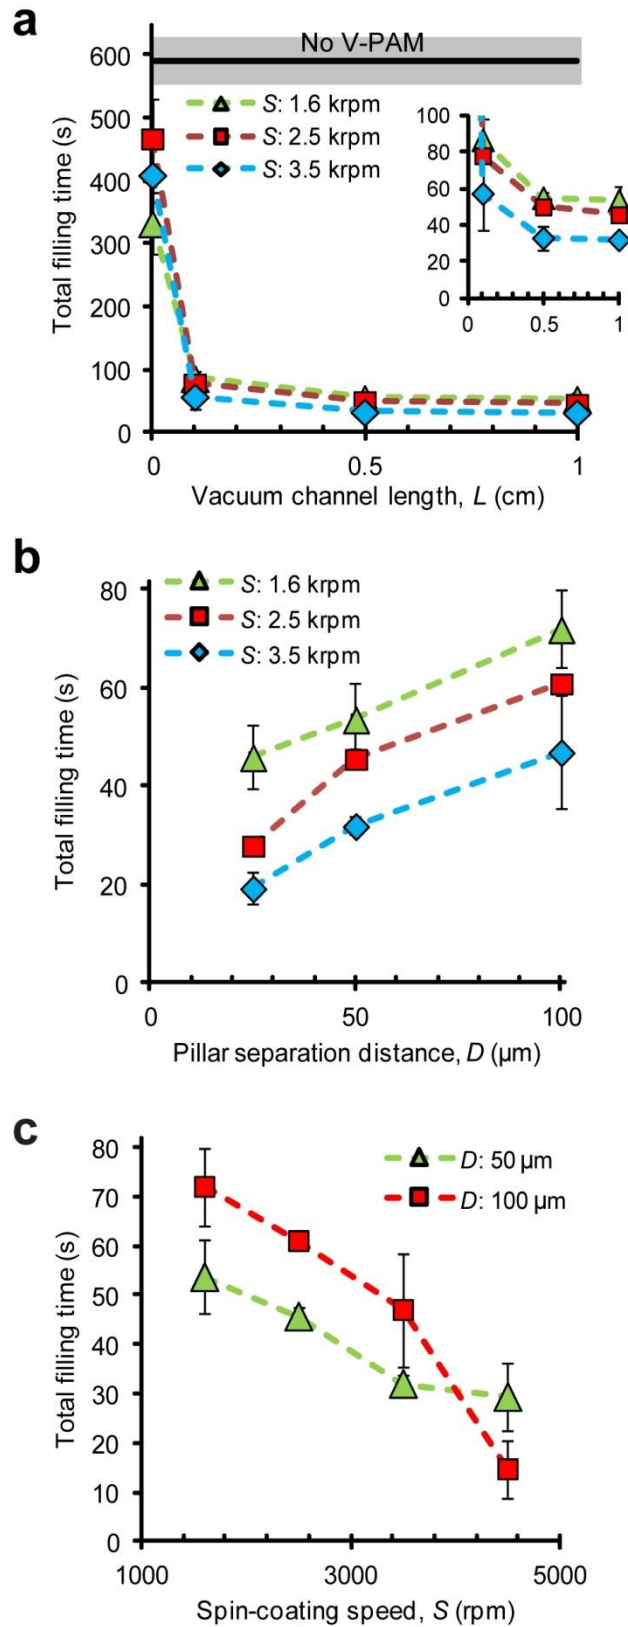 a
No V-PAM
600
500
400
300
200
100
0
Total filling time (s)
S: 1.6 krpm
S: 2.5 krpm
S: 3.5 krpm
100
80
60
40
20
0
0 0.5 1
0 0.5 1
Vacuum channel length, L (cm)
b
80
60
40
20
0
Total filling time (s)
S: 1.6 krpm
S: 2.5 krpm
S: 3.5 krpm
0 50 100
Pillar separation distance, D (µm)
c
80
70
60
50
40
30
20
10
0
Total filling time (s)
D: 50 µm
D: 100 µm
1000 3000 5000
Spin-coating speed, S (rpm)